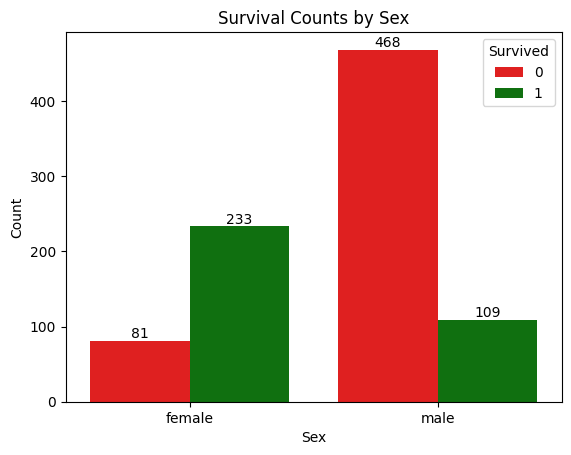 Survival Counts by Sex
468
Survived
0
1
400
300
233
200
Count
109
100
81
0
female
male
Sex